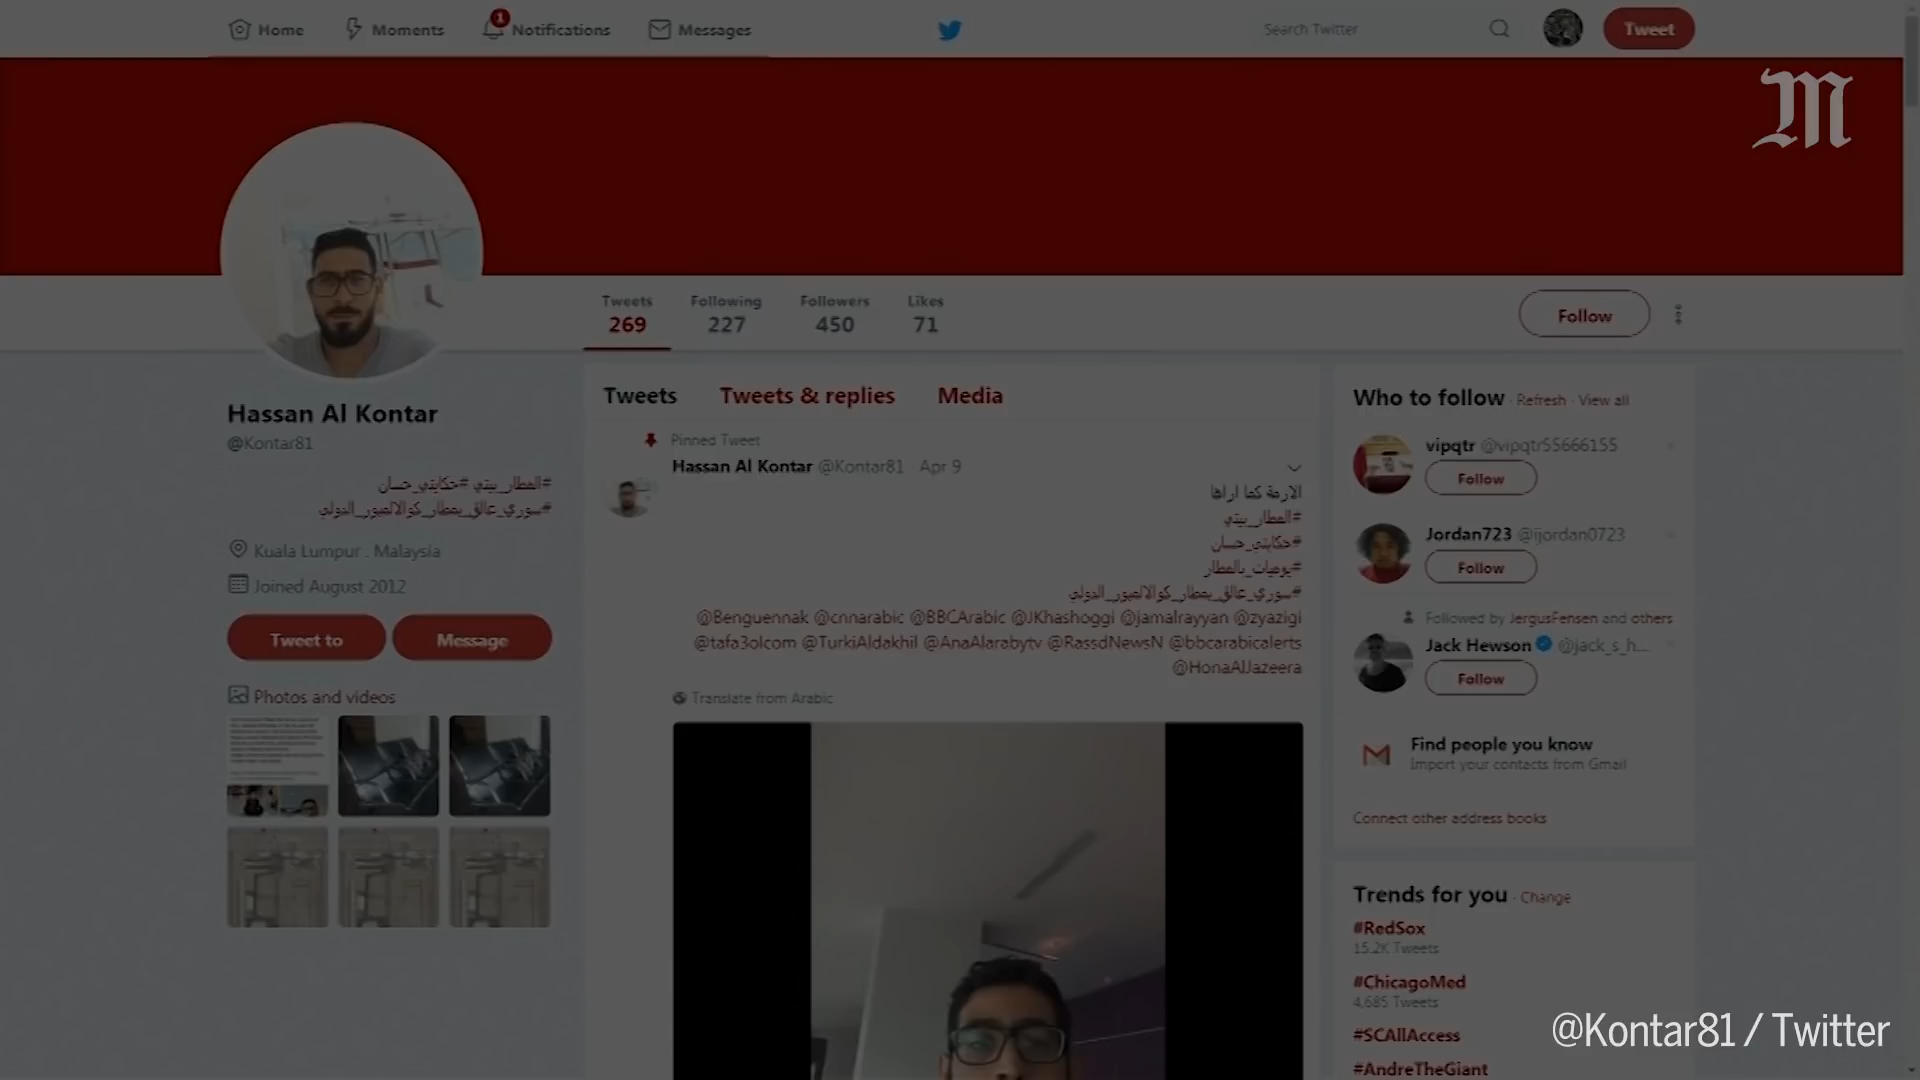 Home
Moments
1
Notifications
Messages
Search Twitter
Tweet
M
Tweets
269
Following
227
Followers
450
Likes
71
Follow
Hassan Al Kontar
@Kontar81
#المطار_بيتي #حكايتي_حسان
#سوري_عالق_بمطار_كوالالمبور_الدولي
Kuala Lumpur . Malaysia
Joined August 2012
Tweet to
Message
Photos and videos
Tweets
Tweets & replies
Media
Pinned Tweet
Hassan Al Kontar @Kontar81 · Apr 9
الازمة كما اراها
#المطار_بيتي
#حكايتي_حسان
#يوميات_بالمطار
#سوري_عالق_بمطار_كوالالمبور_الدولي
@Benguennak @cnnarabic @BBCArabic @JKhashoggi @jamalrayyan @zyazigi
@tafa3olcom @TurkiAldakhil @AnaAlarabytv @RassdNewsN @bbcarabicalerts
@HonaAlJazeera
Translate from Arabic
Who to follow · Refresh · View all
vipqtr @vipqtr55666155
Follow
Jordan723 @ijordan0723
Follow
Followed by JergusFensen and others
Jack Hewson @jack_s_h...
Follow
Find people you know
Import your contacts from Gmail
Connect other address books
Trends for you · Change
#RedSox
15.2K Tweets
#ChicagoMed
4,685 Tweets
#SCAllAccess
#AndreTheGiant
@Kontar81 / Twitter